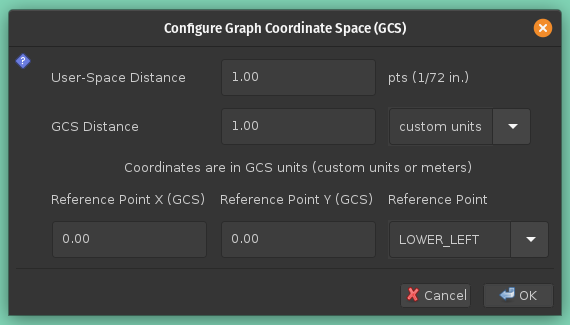 Configure Graph Coordinate Space (GCS)
?
User-Space Distance 1.00 pts (1/72 in.)
GCS Distance 1.00 custom units
Coordinates are in GCS units (custom units or meters)
Reference Point X (GCS) Reference Point Y (GCS) Reference Point
0.00 0.00 LOWER_LEFT
Cancel OK